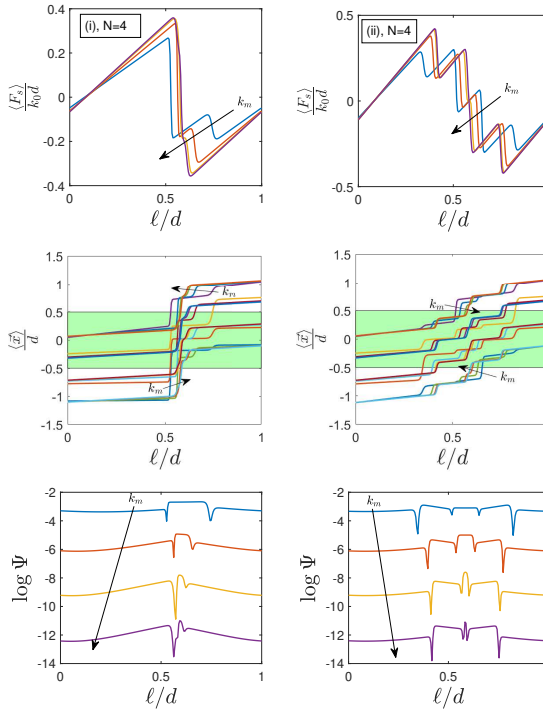 (i), N=4
⟨F_s⟩/k_0d
0.4
0.2
0
-0.2
-0.4
k_m
0 0.5 1
ℓ/d
(ii), N=4
⟨F_s⟩/k_0d
0.5
0
-0.5
k_m
0 0.5 1
ℓ/d
⟨x⃗⟩/d
1.5
1
0.5
0
-0.5
-1
-1.5
k_m
k_m
0 0.5 1
ℓ/d
⟨x⃗⟩/d
1.5
1
0.5
0
-0.5
-1
-1.5
k_m
k_m
0 0.5
ℓ/d
log Ψ
-2
-4
-6
-8
-10
-12
-14
k_m
0 0.5 1
ℓ/d
log Ψ
-2
-4
-6
-8
-10
-12
-14
k_m
0 0.5
ℓ/d